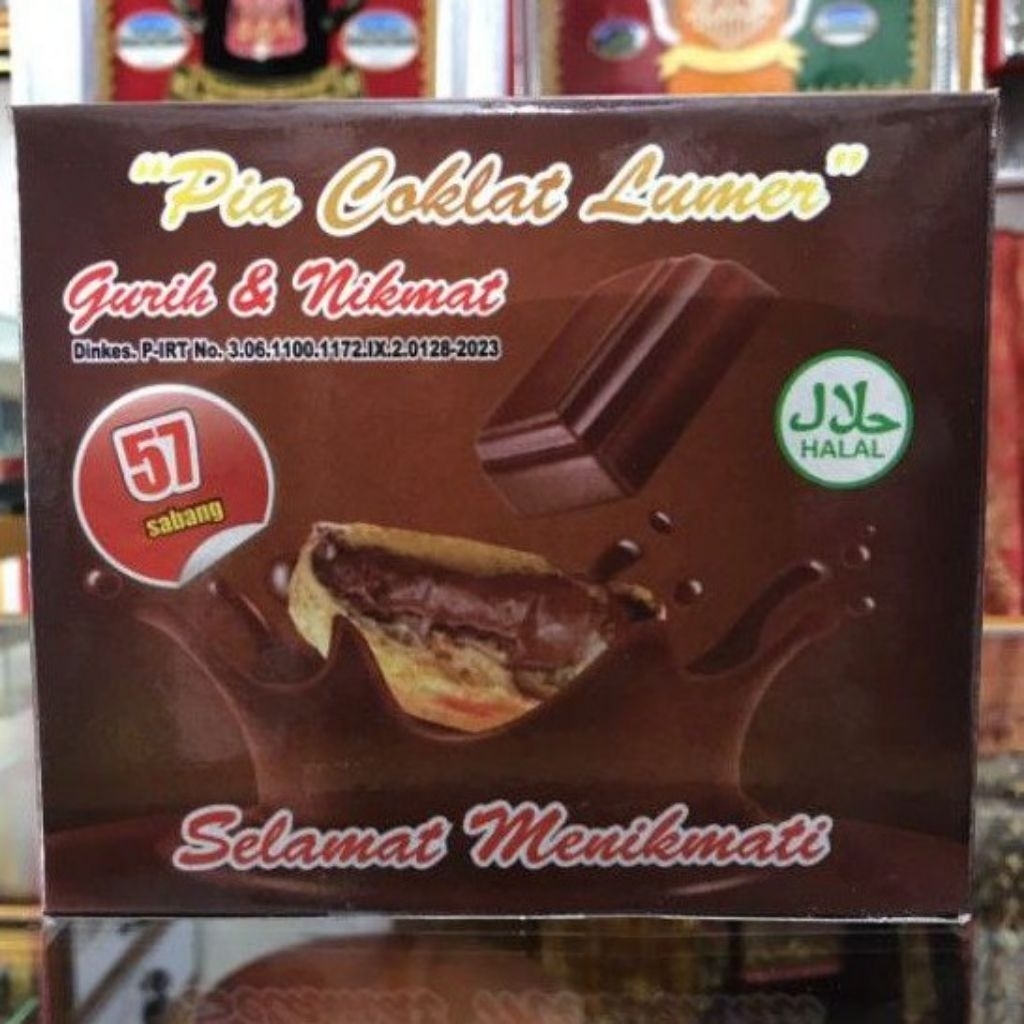 “Pia Coklat Lumer”
Gurih & Nikmat
Dinkes. P-IRT No. 3.06.1100.1172.IX.2.0128-2023
57
sabang
حلال
HALAL
Selamat Menikmati